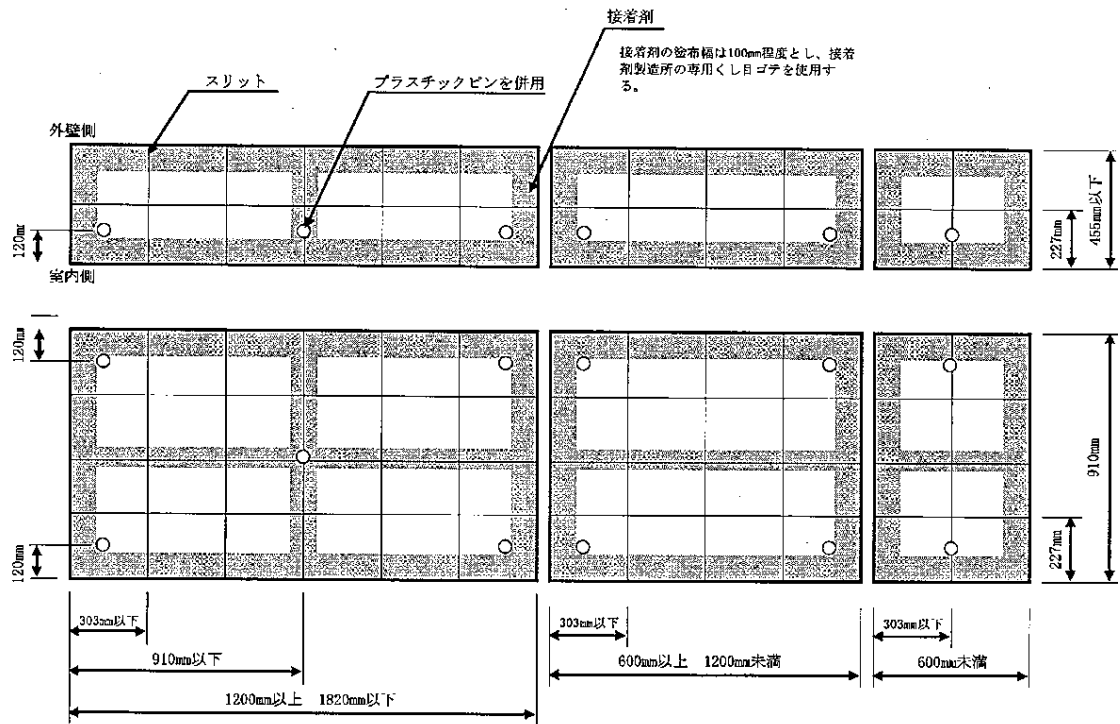 接着剤
接着剤の塗布幅は100mm程度とし、接着
剤製造所の専用くし目ゴテを使用す
る。
スリット
プラスチックピンを併用
外壁側
120mm
室内側
227mm
455mm以下
120mm
120mm
910mm
227mm
303mm以下
303mm以下
303mm以下
910mm以下
600mm以上 1200mm未満
600mm未満
1200mm以上 1820mm以下